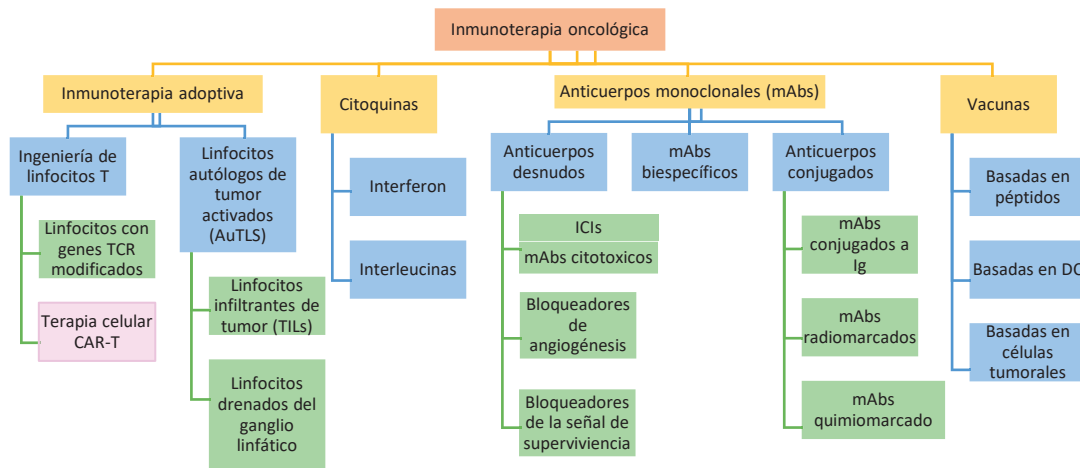 Inmunoterapia oncológica
Inmunoterapia adoptiva
Citoquinas
Anticuerpos monoclonales (mAbs)
Vacunas
Ingeniería de
linfocitos T
Linfocitos con
genes TCR
modificados
Terapia celular
CAR-T
Linfocitos
autólogos de
tumor activados
(AuTLS)
Linfocitos
infiltrantes de
tumor (TILs)
Linfocitos
drenados del
ganglio
linfático
Interferon
Interleucinas
Anticuerpos
desnudos
ICIs
mAbs citotoxicos
Bloqueadores
de
angiogénesis
Bloqueadores
de la señal de
superviviencia
mAbs
biespecíficos
Anticuerpos
conjugados
mAbs
conjugados a
Ig
mAbs
radiomarcados
mAbs
quimiomarcado
Basadas en
péptidos
Basadas en DC
Basadas en
células
tumorales